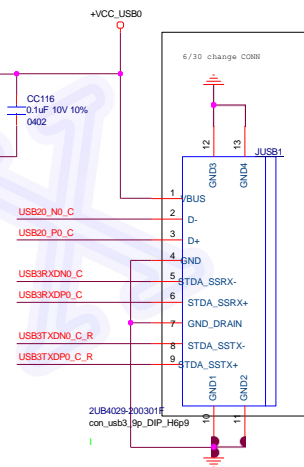 +VCC_USB0
6/30 change CONN
CC116
0.1uF 10V 10%
0402
12
13
JUSB1
GND3
GND4
1
VBUS
USB20_N0_C
2
D-
USB20_P0_C
3
D+
4
GND
USB3RXDN0_C
5
STDA_SSRX-
USB3RXDP0_C
6
STDA_SSRX+
7
GND_DRAIN
USB3TXDN0_C_R
8
STDA_SSTX-
USB3TXDP0_C_R
9
STDA_SSTX+
GND1
GND2
10
11
2UB4029-200301F
con_usb3_9p_DIP_H6p9